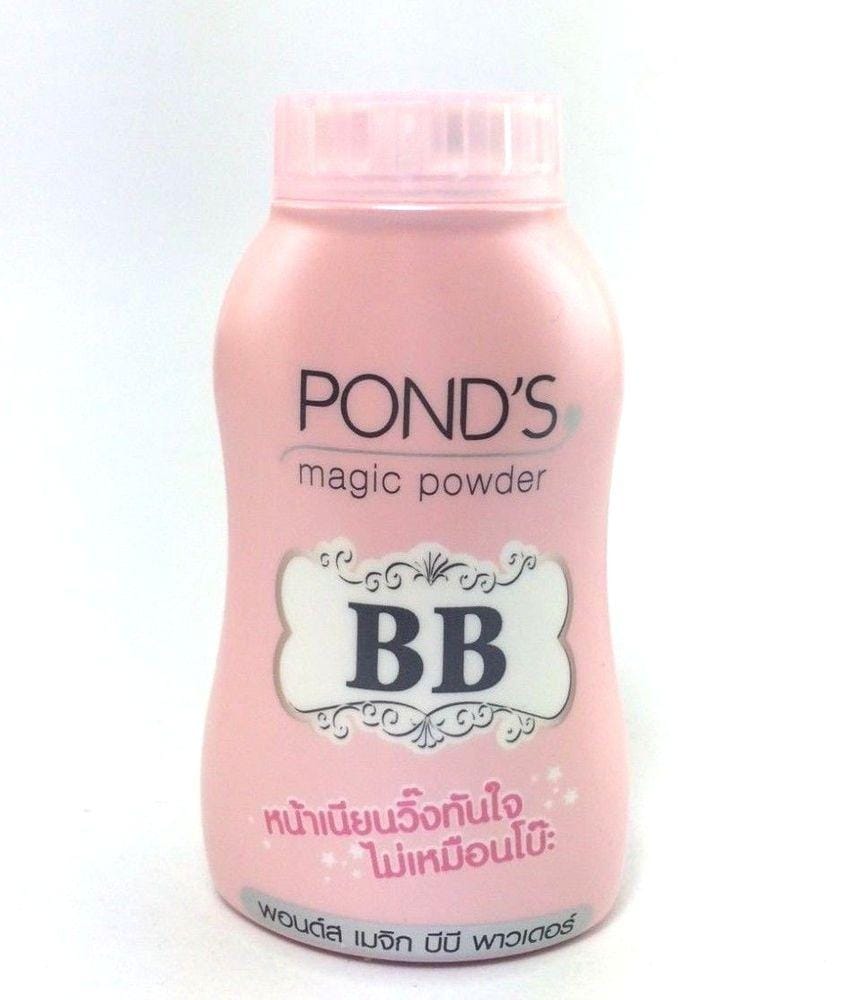 POND'S
magic powder
BB
หน้าเนียนวิ๊งทันใจ
ไม่เหมือนโบ๊ะ
พอนด์ส เมจิก บีบี พาวเดอร์